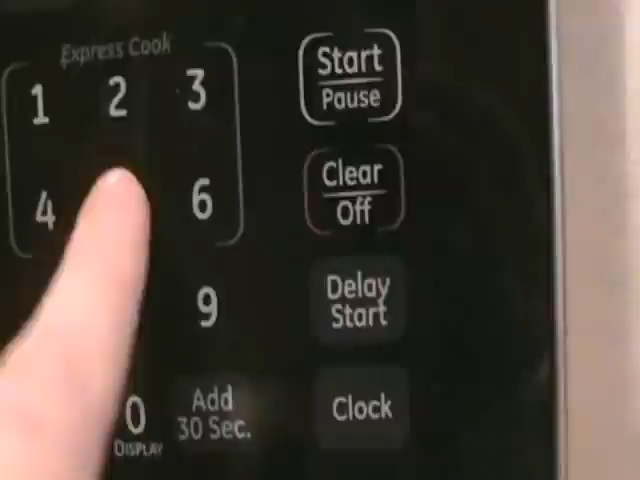 Express Cook
1 2 3
Start
Pause
4 6
Clear
Off
9
Delay
Start
0
DISPLAY
Add
30 Sec.
Clock